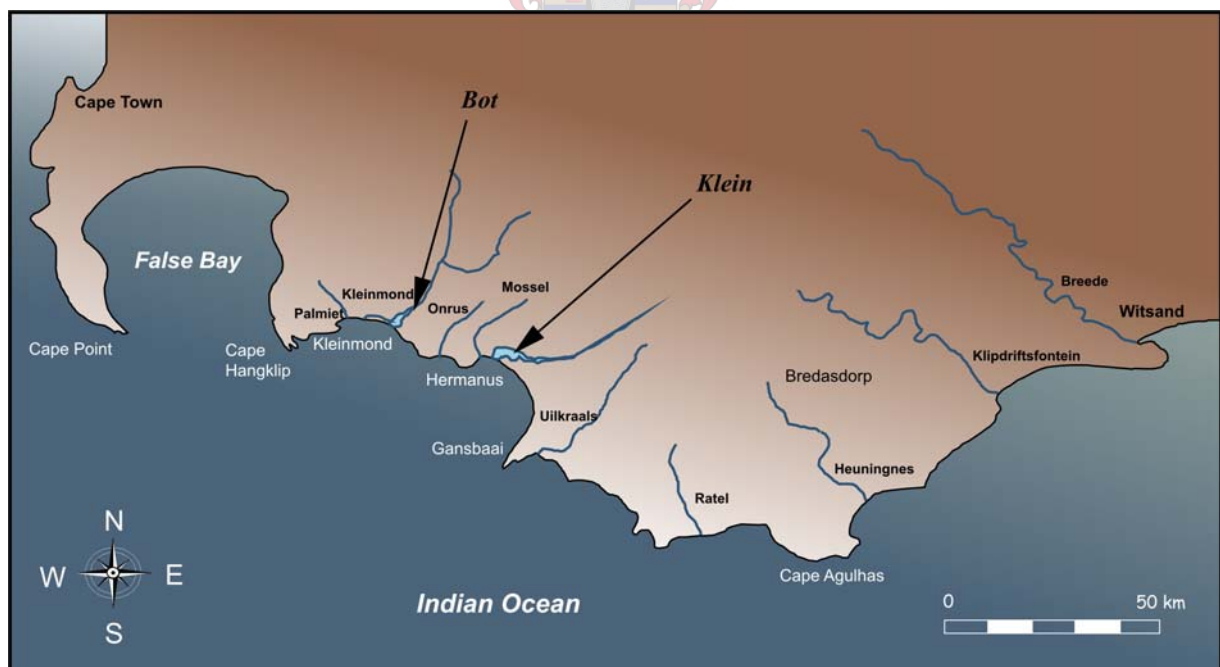 Bot
Cape Town
Klein
False Bay
Breede
Mossel
Kleinmond
Onrus
Palmiet
Witsand
Cape Point
Cape
Hangklip
Kleinmond
Klipdriftsfontein
Hermanus
Bredasdorp
Uilkraals
Gansbaai
Heuningnes
Ratel
N
W
E
S
Cape Agulhas
Indian Ocean
0
50 km